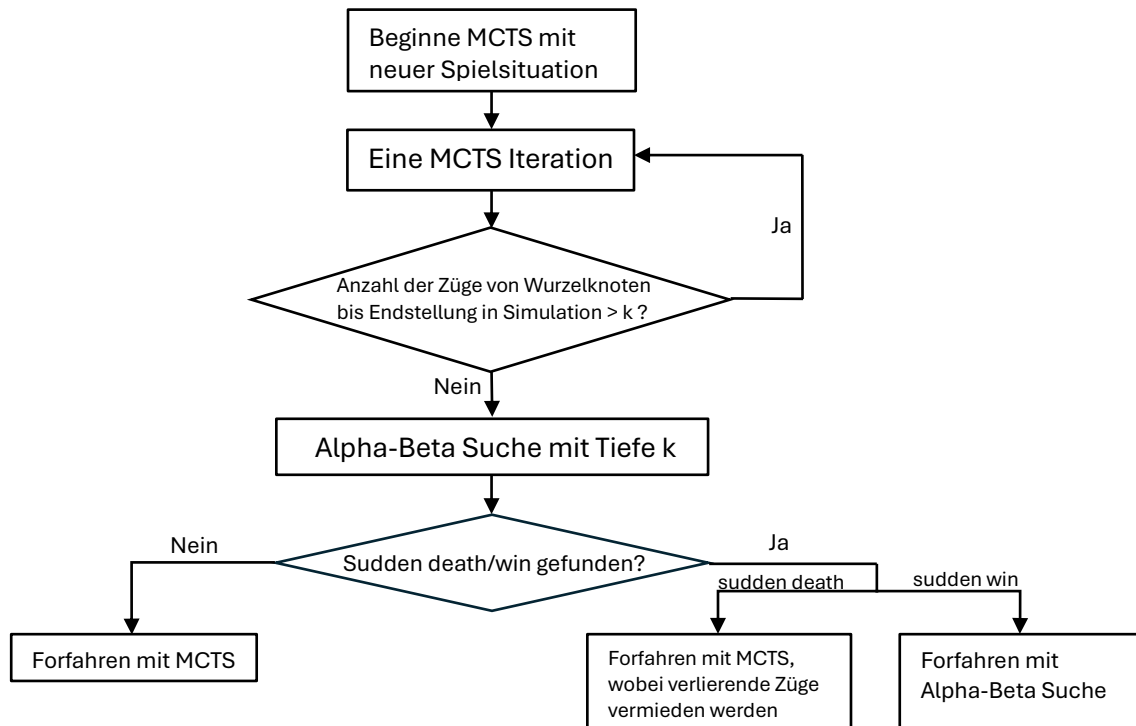 Beginne MCTS mit
neuer Spielsituation
Eine MCTS Iteration
Ja
Anzahl der Züge von Wurzelknoten
bis Endstellung in Simulation > k ?
Nein
Alpha-Beta Suche mit Tiefe k
Nein
Sudden death/win gefunden?
Ja
sudden death
sudden win
Forfahren mit MCTS
Forfahren mit MCTS,
wobei verlierende Züge
vermieden werden
Forfahren mit
Alpha-Beta Suche